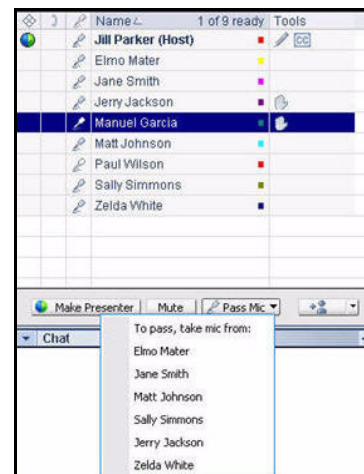 Name 1 of 9 ready Tools
Jill Parker (Host) CC
Elmo Mater
Jane Smith
Jerry Jackson
Manuel Garcia
Matt Johnson
Paul Wilson
Sally Simmons
Zelda White
Make Presenter Mute Pass Mic
Chat
To pass, take mic from:
Elmo Mater
Jane Smith
Matt Johnson
Sally Simmons
Jerry Jackson
Zelda White